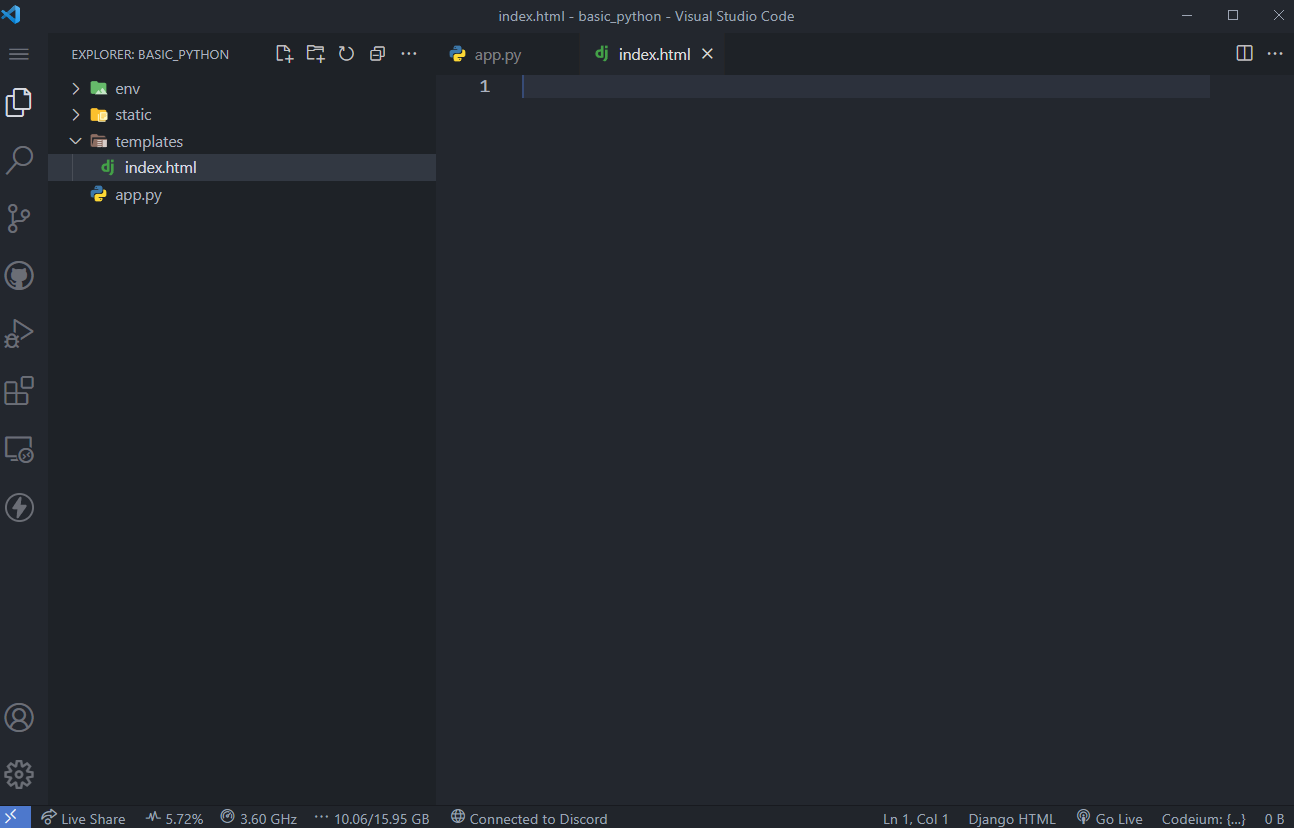 index.html - basic_python - Visual Studio Code
EXPLORER: BASIC_PYTHON
app.py
dj index.html
env
static
templates
dj index.html
app.py
1
Live Share
5.72%
3.60 GHz
10.06/15.95 GB
Connected to Discord
Ln 1, Col 1
Django HTML
Go Live
Codeium: {...}
0 B